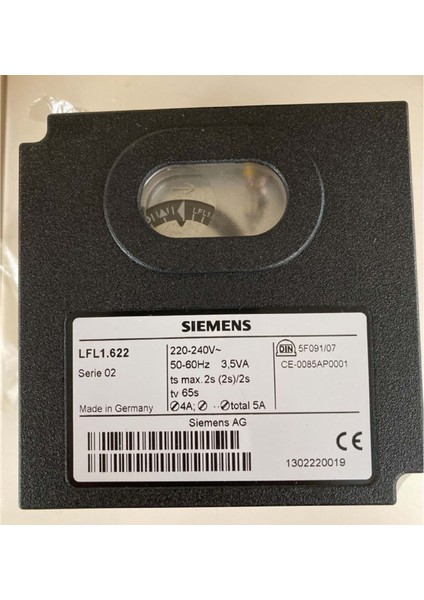 LFL1
SIEMENS
LFL1.622
Serie 02
Made in Germany
220-240V~
50-60Hz 3,5VA
ts max. 2s (2s)/2s
tv 65s
4A; ··total 5A
Siemens AG
DIN 5F091/07
CE-0085AP0001
CE
1302220019